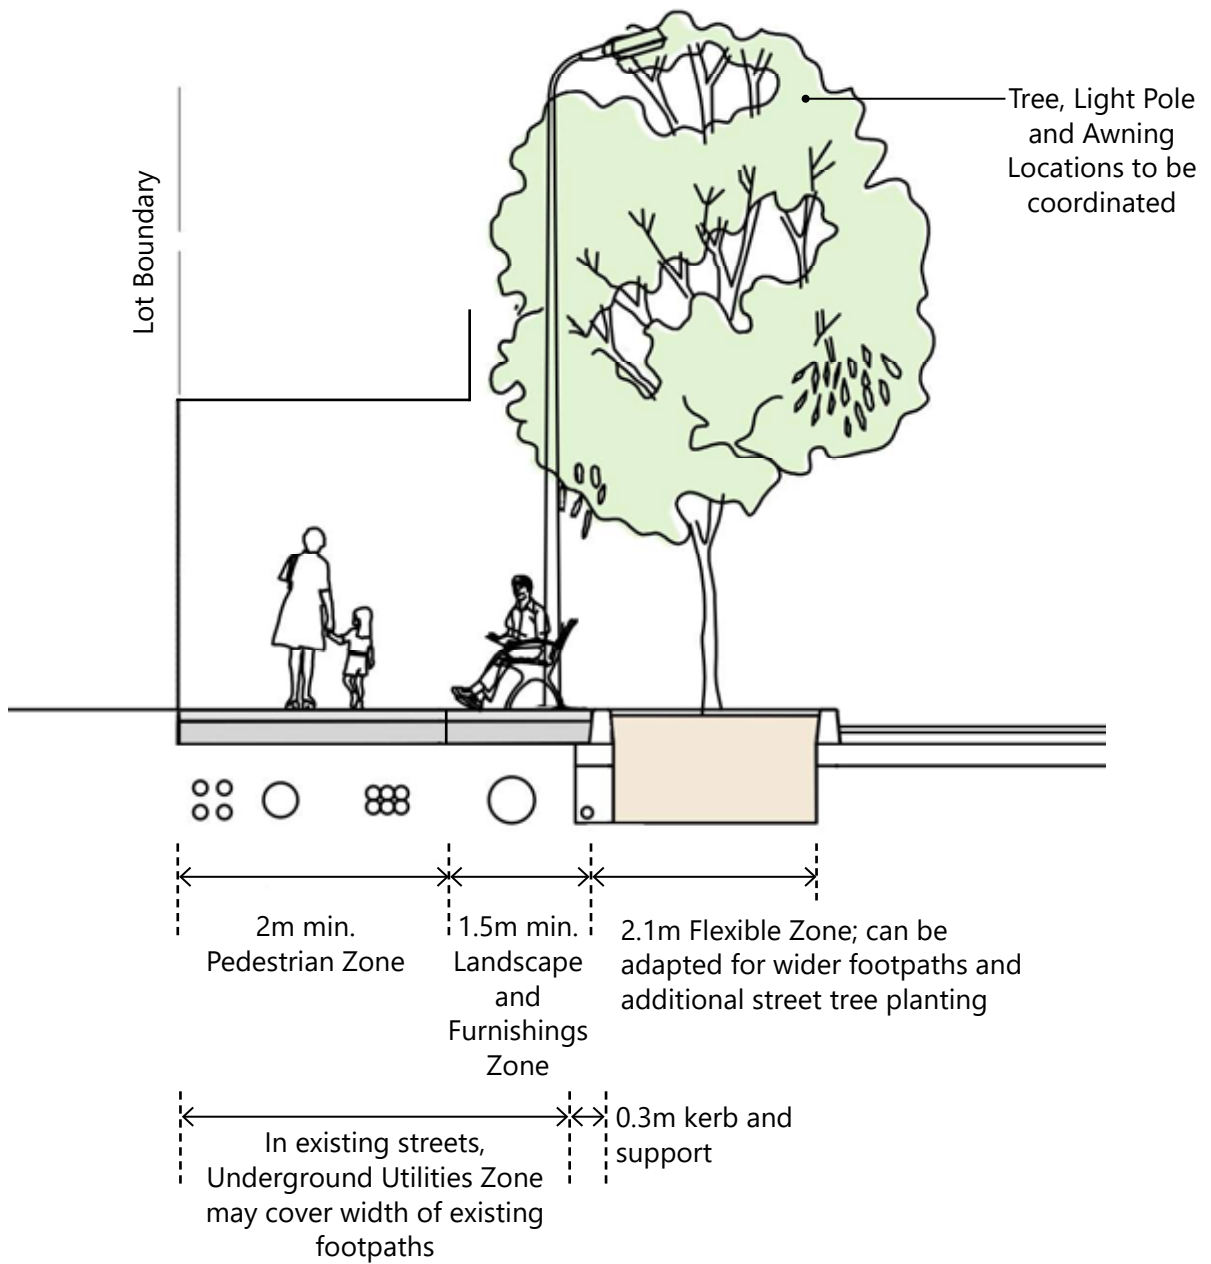 Tree, Light Pole
and Awning
Locations to be
coordinated
Lot Boundary
2m min.
Pedestrian Zone
1.5m min.
Landscape
and
Furnishings
Zone
2.1m Flexible Zone; can be
adapted for wider footpaths and
additional street tree planting
In existing streets,
Underground Utilities Zone
may cover width of existing
footpaths
0.3m kerb and
support